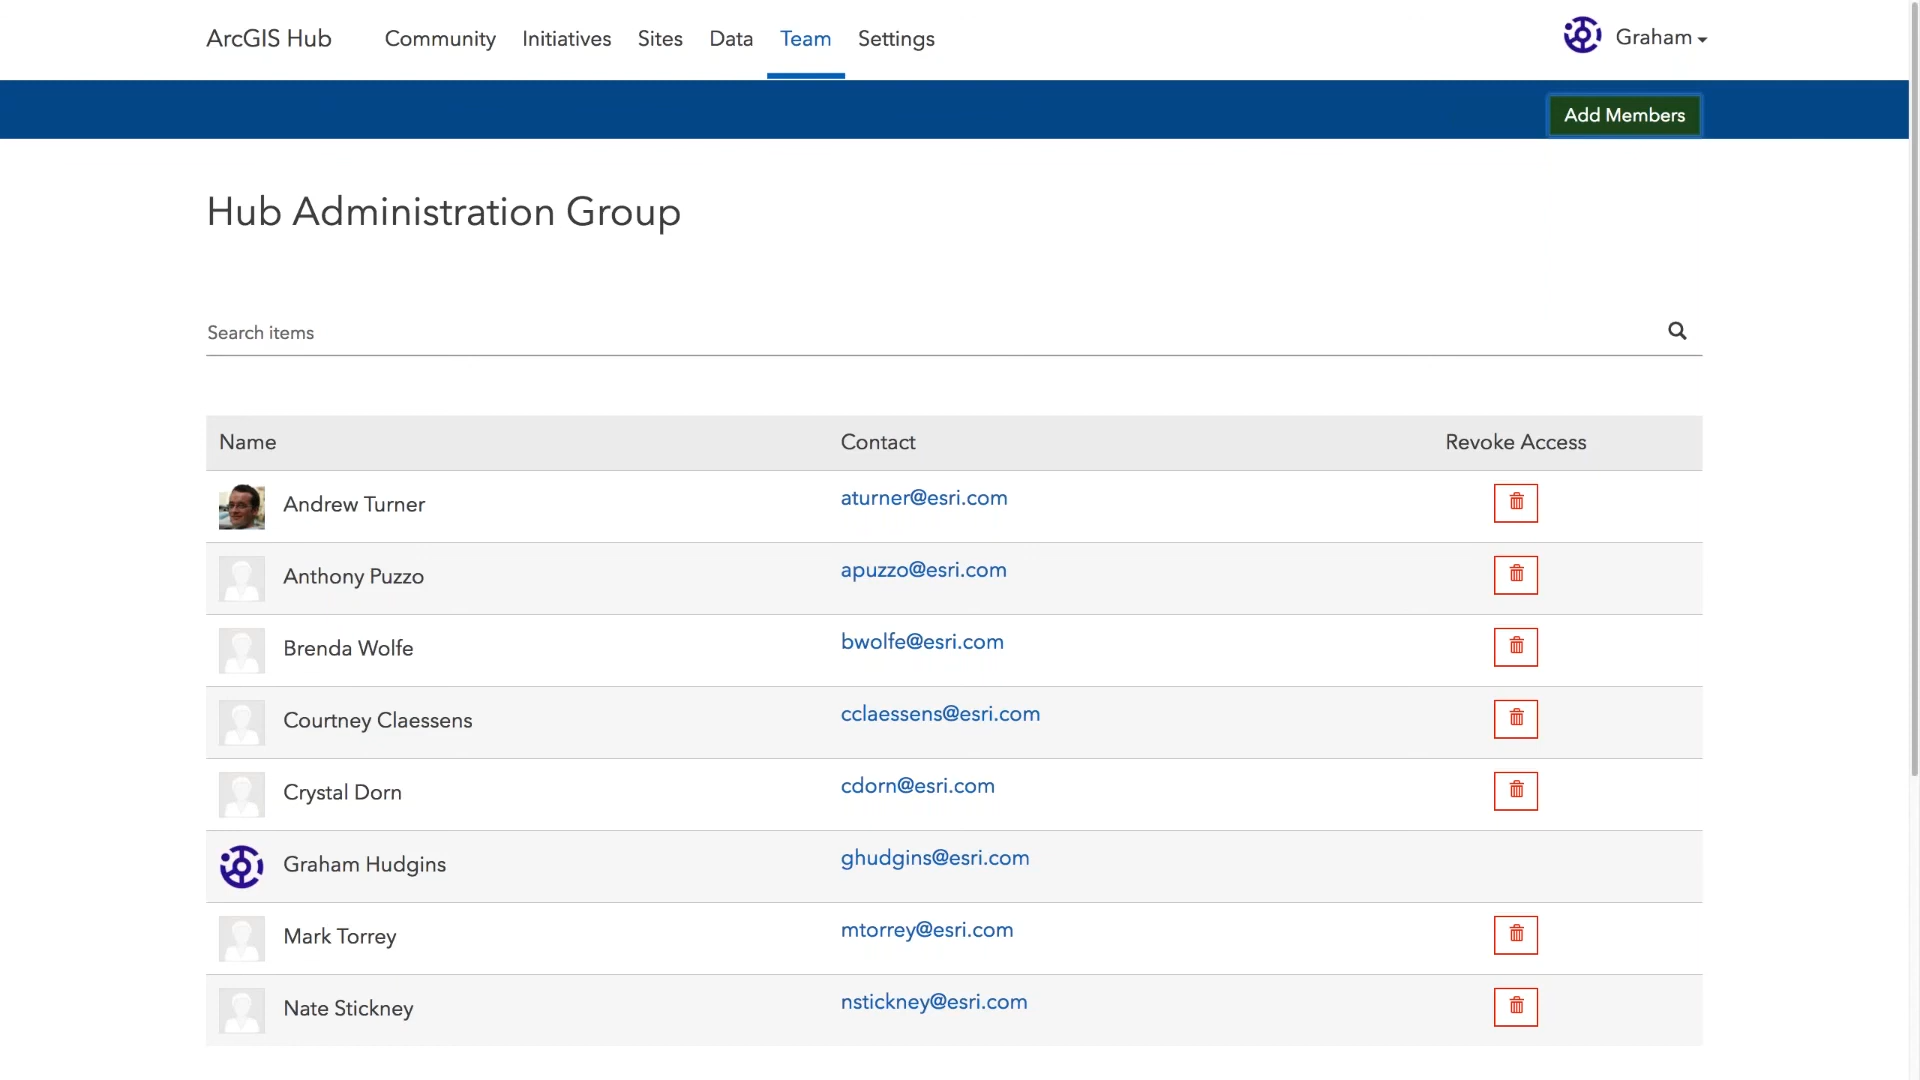 ArcGIS Hub Community Initiatives Sites Data Team Settings Graham
Add Members
Hub Administration Group
Search items
Name Contact Revoke Access
Andrew Turner aturner@esri.com
Anthony Puzzo apuzzo@esri.com
Brenda Wolfe bwolfe@esri.com
Courtney Claessens cclaessens@esri.com
Crystal Dorn cdorn@esri.com
Graham Hudgins ghudgins@esri.com
Mark Torrey mtorrey@esri.com
Nate Stickney nstickney@esri.com